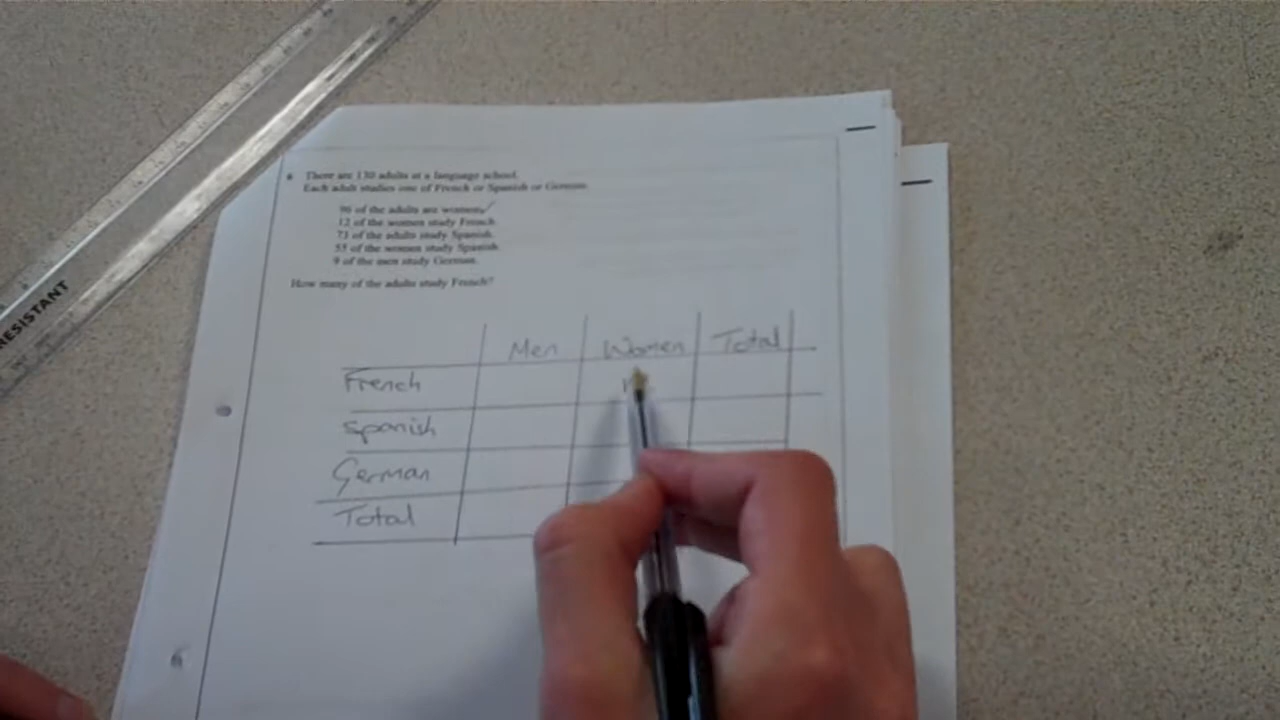 6 There are 130 adults at a language school.
Each adult studies one of French or Spanish or German.
96 of the adults are women.
12 of the women study French.
73 of the adults study Spanish.
55 of the women study Spanish.
9 of the men study German.
How many of the adults study French?
Men Women Total
French
Spanish
German
Total
RESISTANT